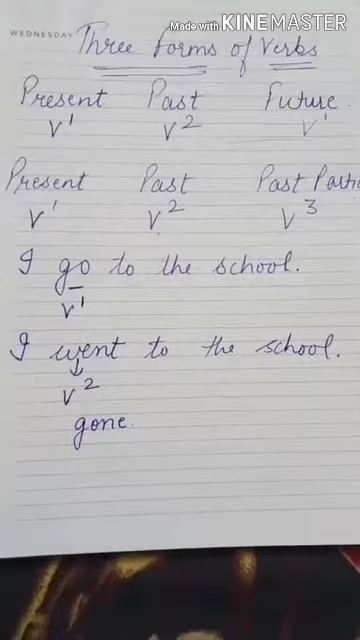 Made with KINEMASTER
WEDNESDAY
Three forms of Verbs
Present Past Future
V1 V2 V1
Present Past Past Partic
V1 V2 V3
I go to the school.
V1
I went to the school.
V2
gone.